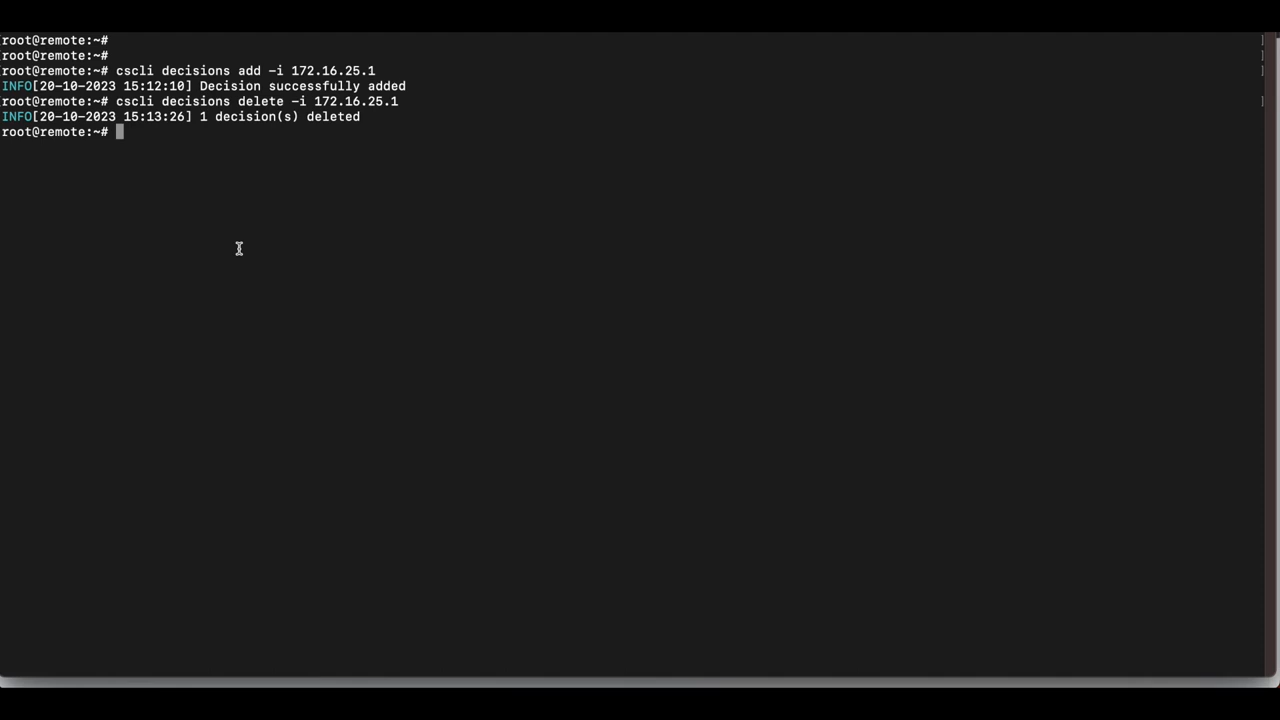 [root@remote:~# ]
[root@remote:~# ]
[root@remote:~# cscli decisions add -i 172.16.25.1 ]
INFO[20-10-2023 15:12:10] Decision successfully added
[root@remote:~# cscli decisions delete -i 172.16.25.1 ]
INFO[20-10-2023 15:13:26] 1 decision(s) deleted
root@remote:~#